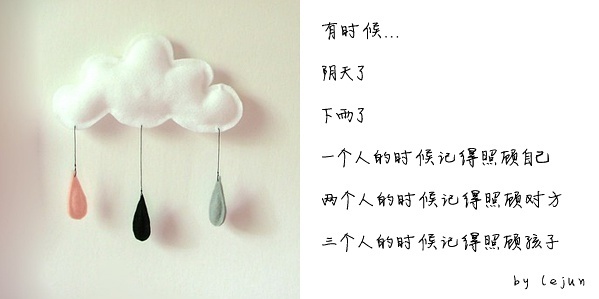 有时候...
阴天了
下雨了
一个人的时候记得照顾自己
两个人的时候记得照顾对方
三个人的时候记得照顾孩子
by lejun